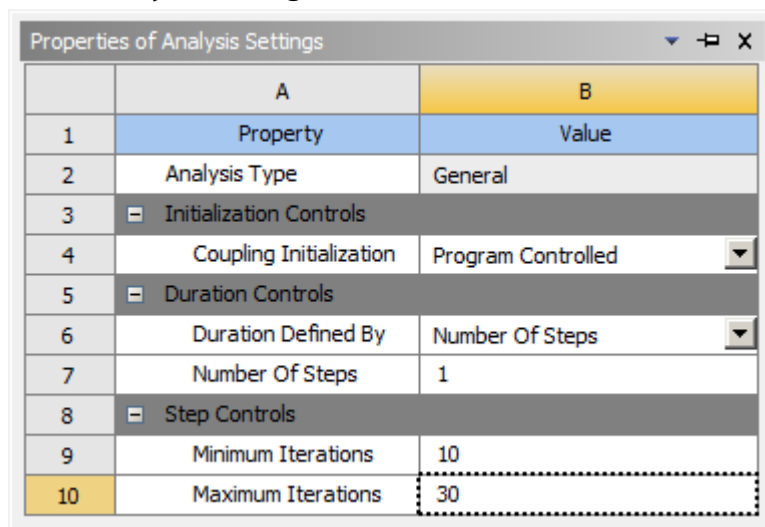 Properties of Analysis Settings
A B
1 Property Value
2 Analysis Type General
3 Initialization Controls
4 Coupling Initialization Program Controlled
5 Duration Controls
6 Duration Defined By Number Of Steps
7 Number Of Steps 1
8 Step Controls
9 Minimum Iterations 10
10 Maximum Iterations 30